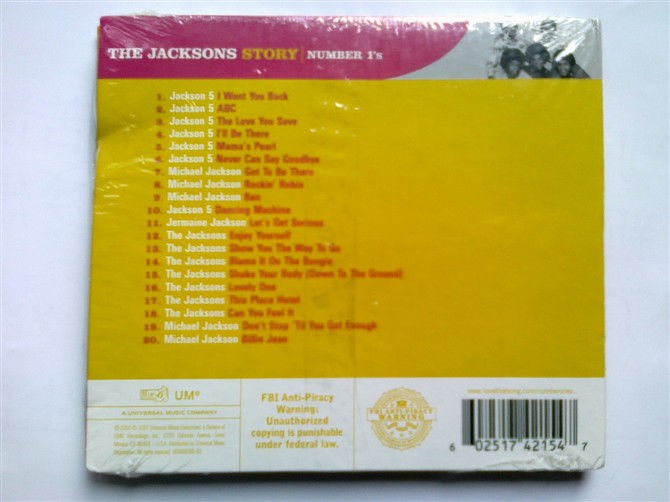 THE JACKSONS STORY | NUMBER 1's
1. Jackson 5 I Want You Back
2. Jackson 5 ABC
3. Jackson 5 The Love You Save
4. Jackson 5 I'll Be There
5. Jackson 5 Mama's Pearl
6. Jackson 5 Never Can Say Goodbye
7. Michael Jackson Got To Be There
8. Michael Jackson Rockin' Robin
9. Michael Jackson Ben
10. Jackson 5 Dancing Machine
11. Jermaine Jackson Let's Get Serious
12. The Jacksons Enjoy Yourself
13. The Jacksons Show You The Way To Go
14. The Jacksons Blame It On The Boogie
15. The Jacksons Shake Your Body (Down To The Ground)
16. The Jacksons Lovely One
17. The Jacksons This Place Hotel
18. The Jacksons Can You Feel It
19. Michael Jackson Don't Stop 'Til You Get Enough
20. Michael Jackson Billie Jean
UMe
A UNIVERSAL MUSIC COMPANY
FBI Anti-Piracy
Warning:
Unauthorized
copying is punishable
under federal law.
FBI ANTI-PIRACY
WARNING
6 02517 42154 7